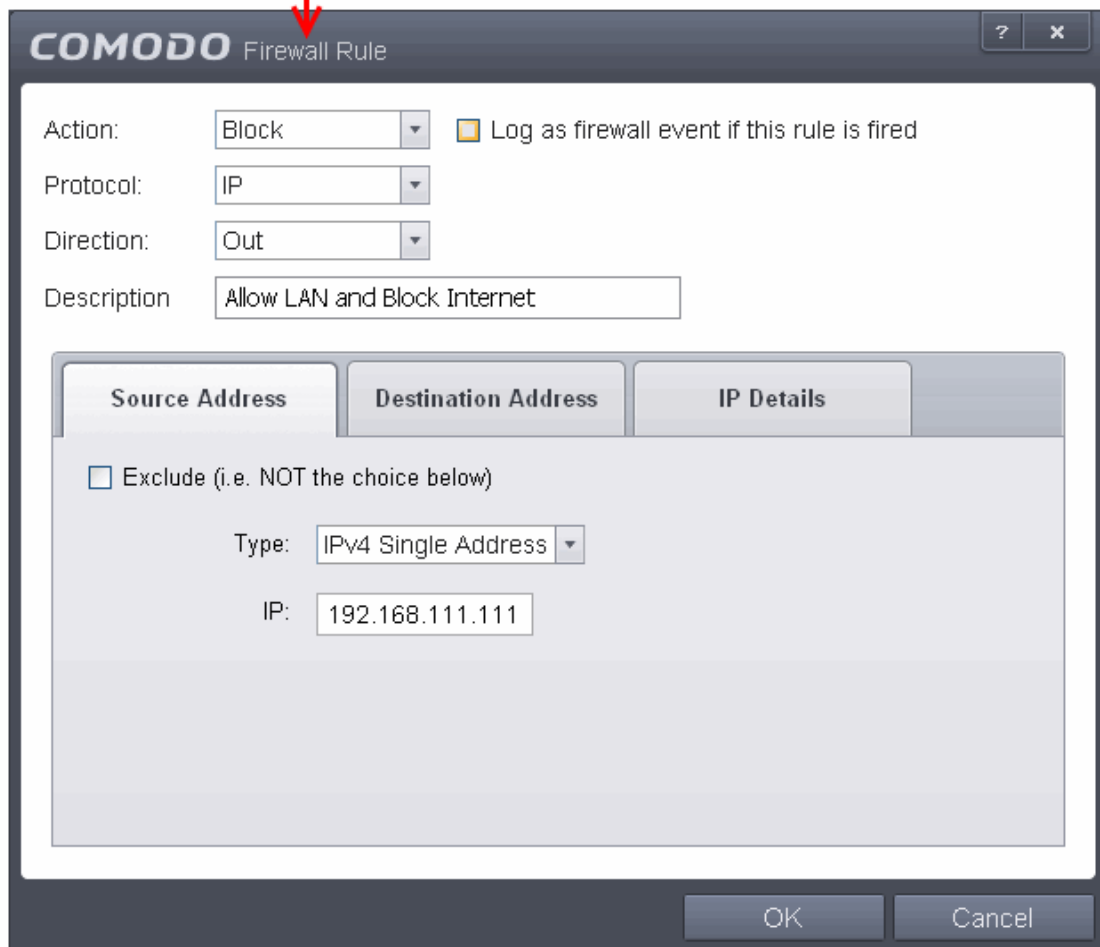 COMODO Firewall Rule ? x
Action: Block Log as firewall event if this rule is fired
Protocol: IP
Direction: Out
Description Allow LAN and Block Internet
Source Address Destination Address IP Details
Exclude (i.e. NOT the choice below)
Type: IPv4 Single Address
IP: 192.168.111.111
OK Cancel